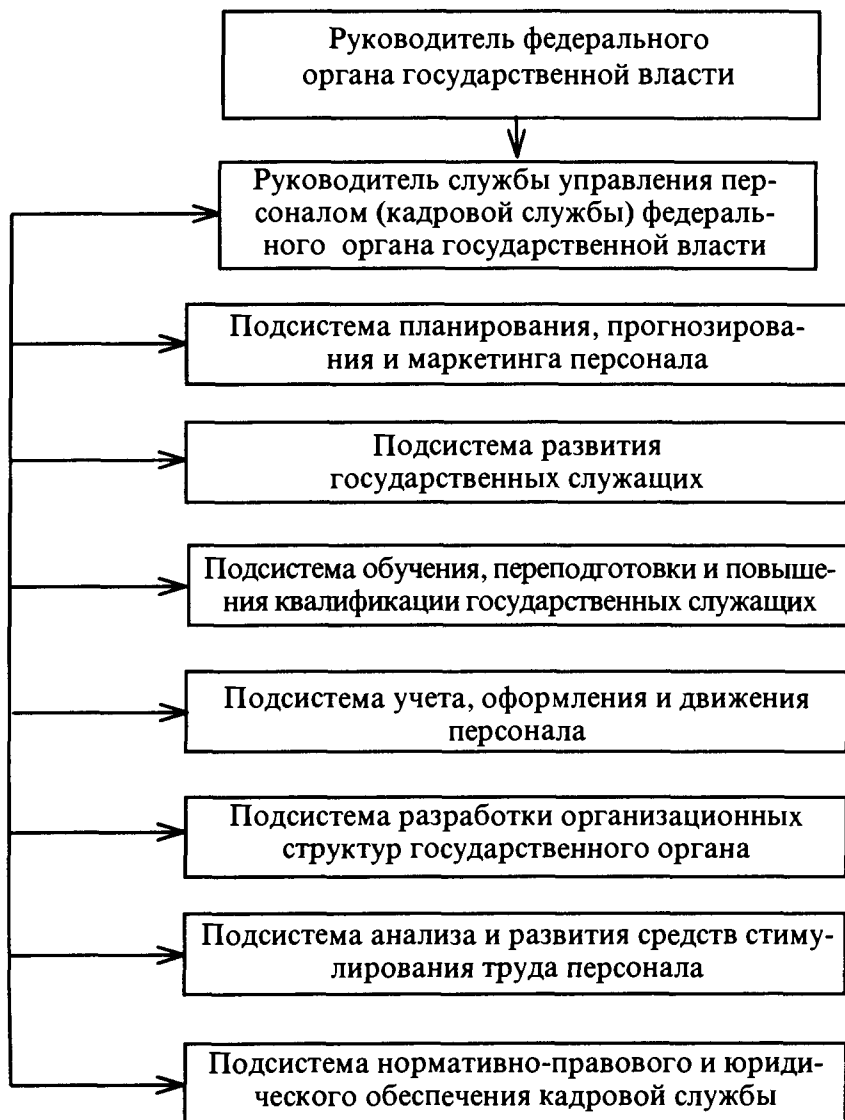 Руководитель федерального
органа государственной власти
Руководитель службы управления пер-
соналом (кадровой службы) федераль-
ного органа государственной власти
Подсистема планирования, прогнозирова-
ния и маркетинга персонала
Подсистема развития
государственных служащих
Подсистема обучения, переподготовки и повыше-
ния квалификации государственных служащих
Подсистема учета, оформления и движения
персонала
Подсистема разработки организационных
структур государственного органа
Подсистема анализа и развития средств стиму-
лирования труда персонала
Подсистема нормативно-правового и юриди-
ческого обеспечения кадровой службы